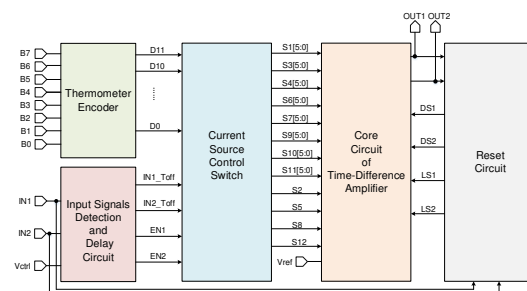 OUT1 OUT2
B7
B6
B5
B4
B3
B2
B1
B0
Thermometer
Encoder
D11
D10
D0
IN1
IN2
Vctrl
Input Signals
Detection
and
Delay
Circuit
IN1_Toff
IN2_Toff
EN1
EN2
Current
Source
Control
Switch
S1[5:0]
S3[5:0]
S4[5:0]
S6[5:0]
S7[5:0]
S9[5:0]
S10[5:0]
S11[5:0]
S2
S5
S8
S12
Vref
Core
Circuit
of
Time-Difference
Amplifier
DS1
DS2
LS1
LS2
Reset
Circuit